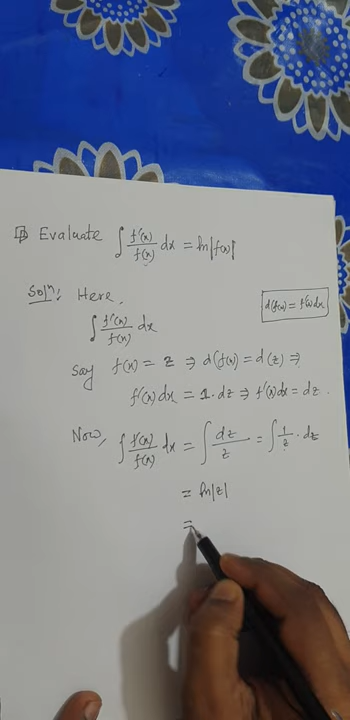 Evaluate ∫ f'(x)/f(x) dx = ln|f(x)|
Solⁿ: Here,
d(f(x)) = f'(x)dx
∫ f'(x)/f(x) dx
Say f(x) = z ⇒ d(f(x)) = d(z) ⇒
f'(x) dx = 1. dz ⇒ f'(x)dx = dz.
Now, ∫ f'(x)/f(x) dx = ∫ dz/z = ∫ 1/z . dz
= ln|z|
=